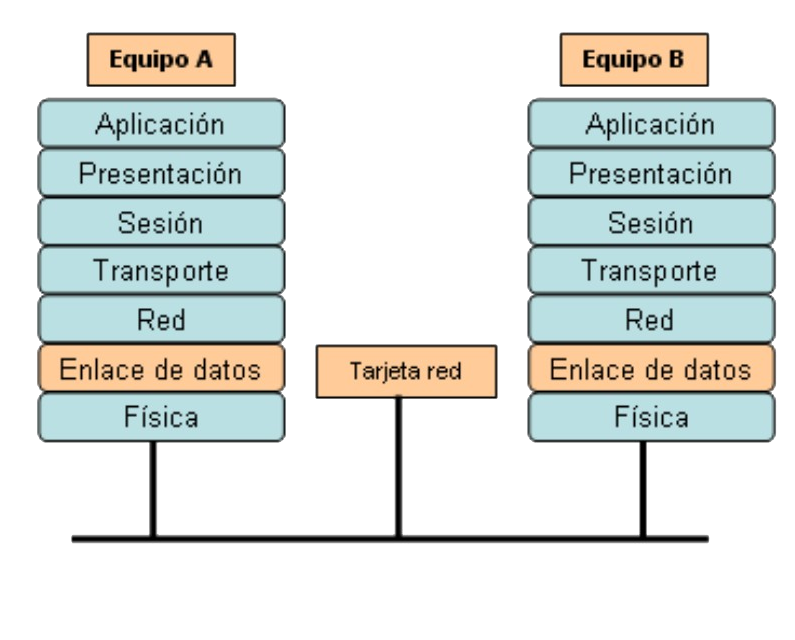 Equipo A
Aplicación
Presentación
Sesión
Transporte
Red
Enlace de datos
Física
Tarjeta red
Equipo B
Aplicación
Presentación
Sesión
Transporte
Red
Enlace de datos
Física